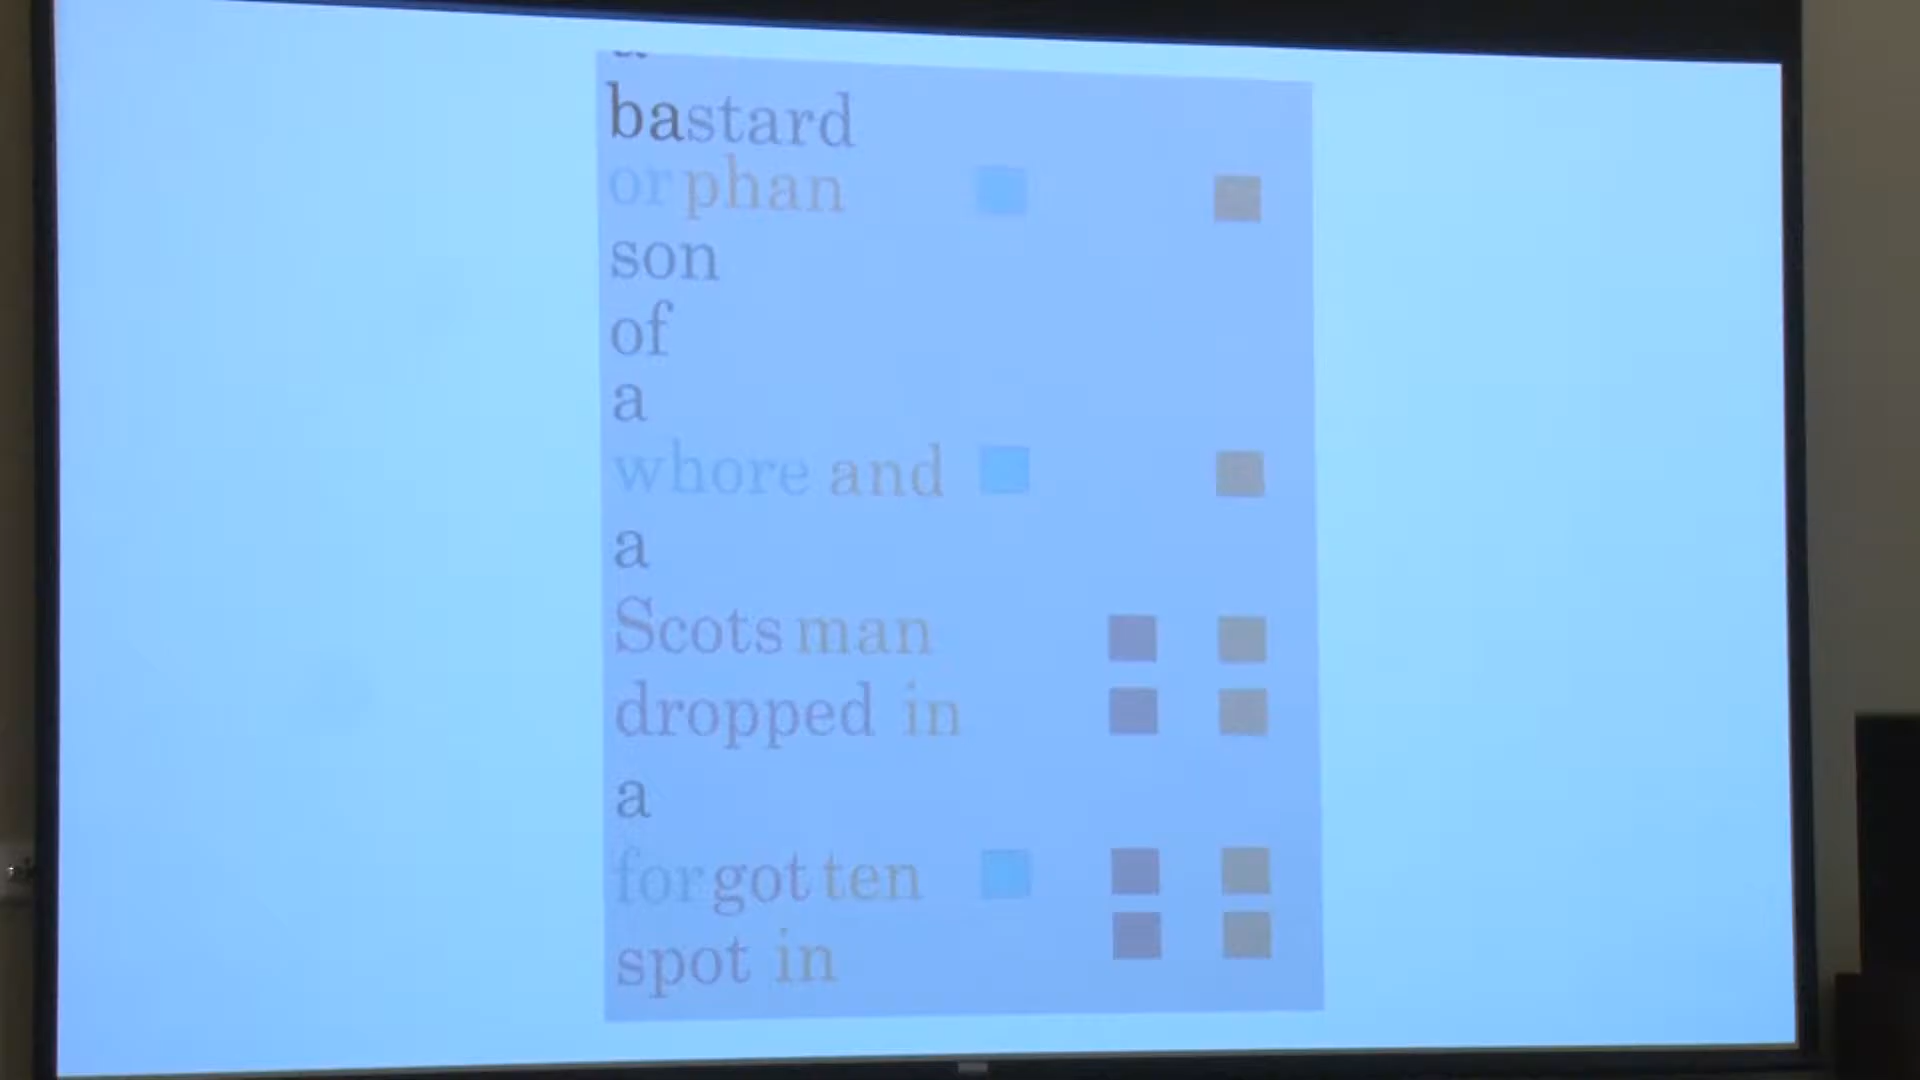 bastard
orphan
son
of
a
whore and
a
Scotsman
dropped in
a
forgotten
spot in